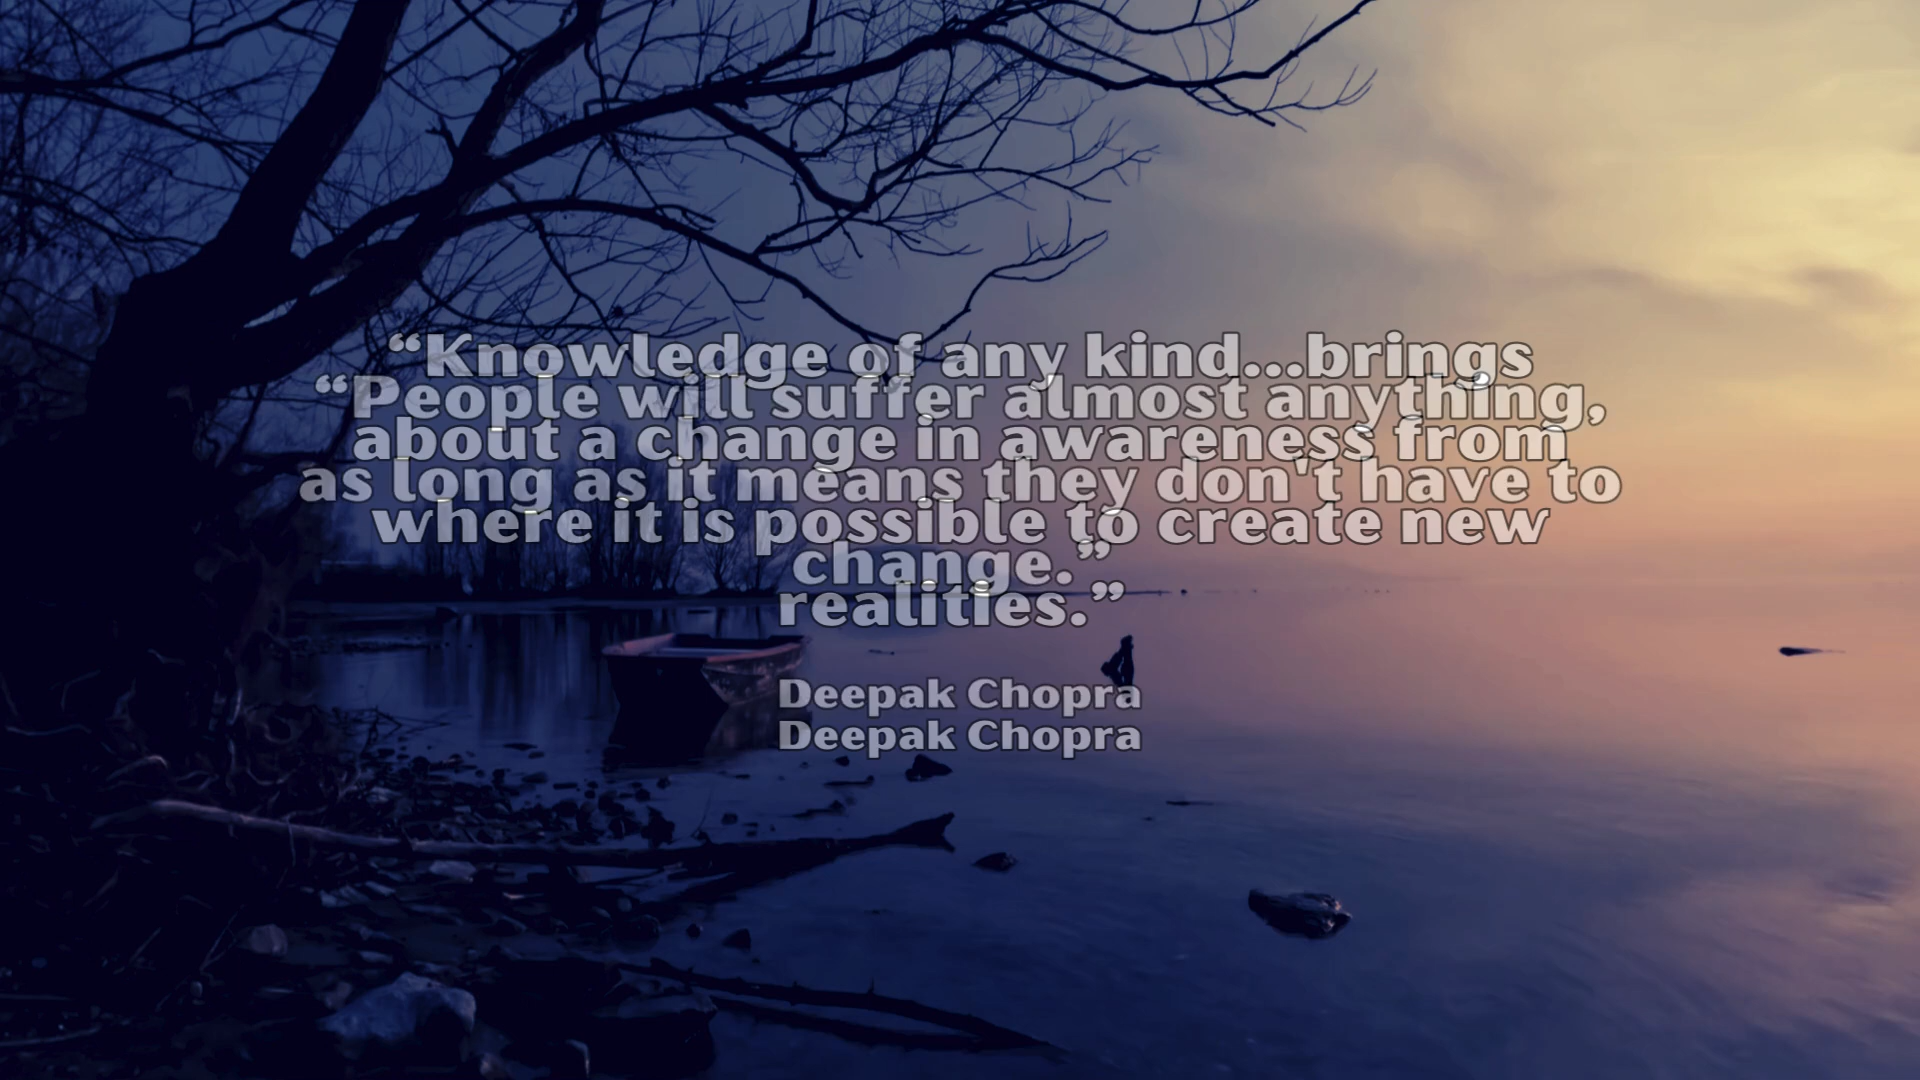 “Knowledge of any kind...brings
“People will suffer almost anything,
about a change in awareness from
as long as it means they don't have to
where it is possible to create new
change.”
realities.”
Deepak Chopra
Deepak Chopra